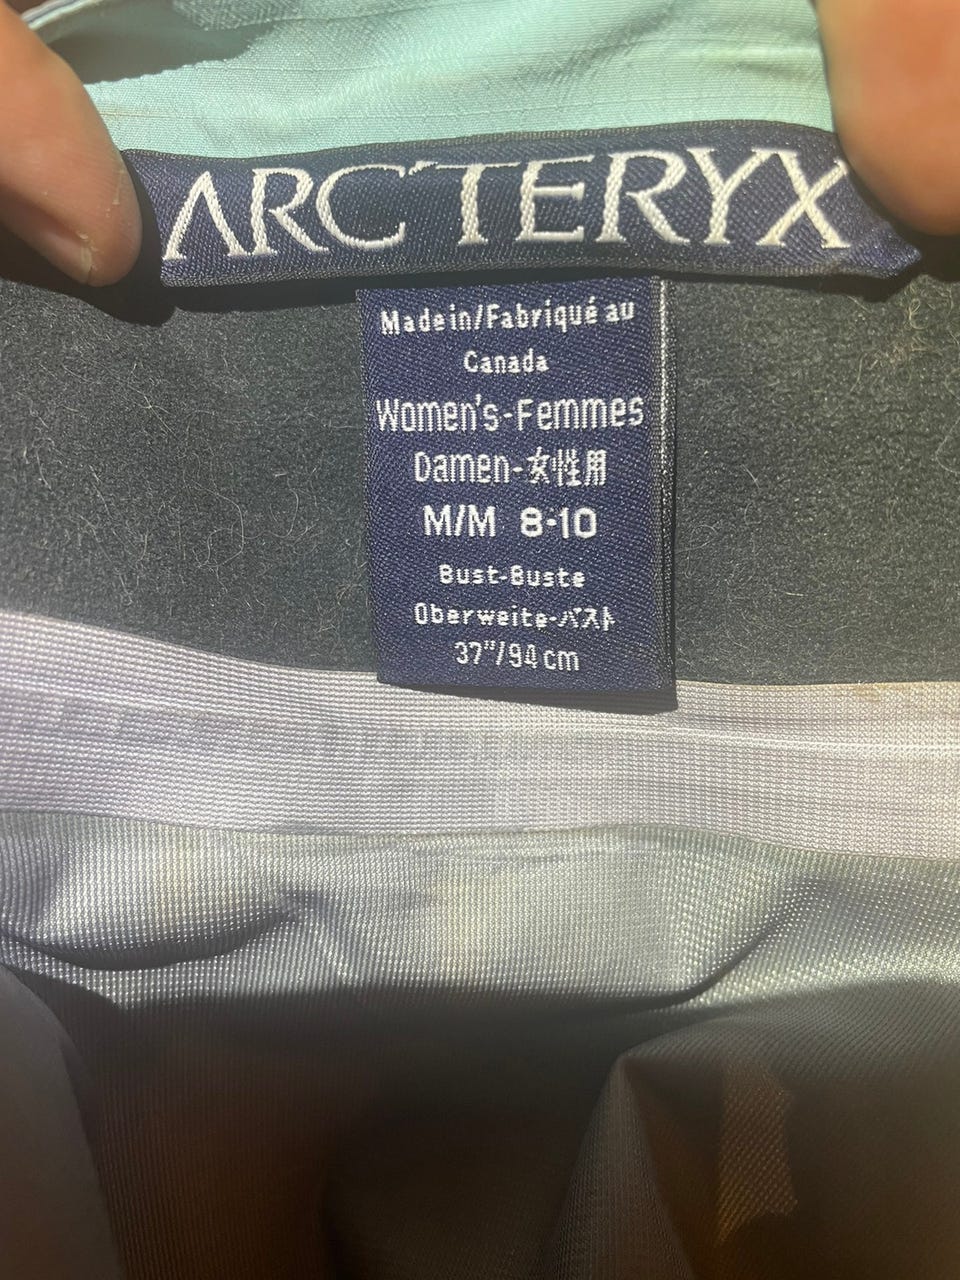 ARC'TERYX
Made in/Fabriqué au
Canada
Women's-Femmes
Damen-女性用
M/M 8-10
Bust-Buste
Oberweite-バスト
37"/94 cm